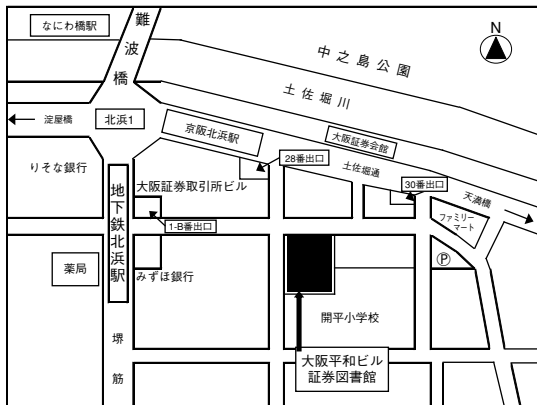 なにわ橋駅
難波橋
N
中之島公園
土佐堀川
淀屋橋
北浜1
京阪北浜駅
大阪証券会館
28番出口
土佐堀通
30番出口
天満橋
りそな銀行
大阪証券取引所ビル
地下鉄北浜駅
1-B番出口
ファミリー
マート
P
薬局
みずほ銀行
開平小学校
堺筋
大阪平和ビル
証券図書館